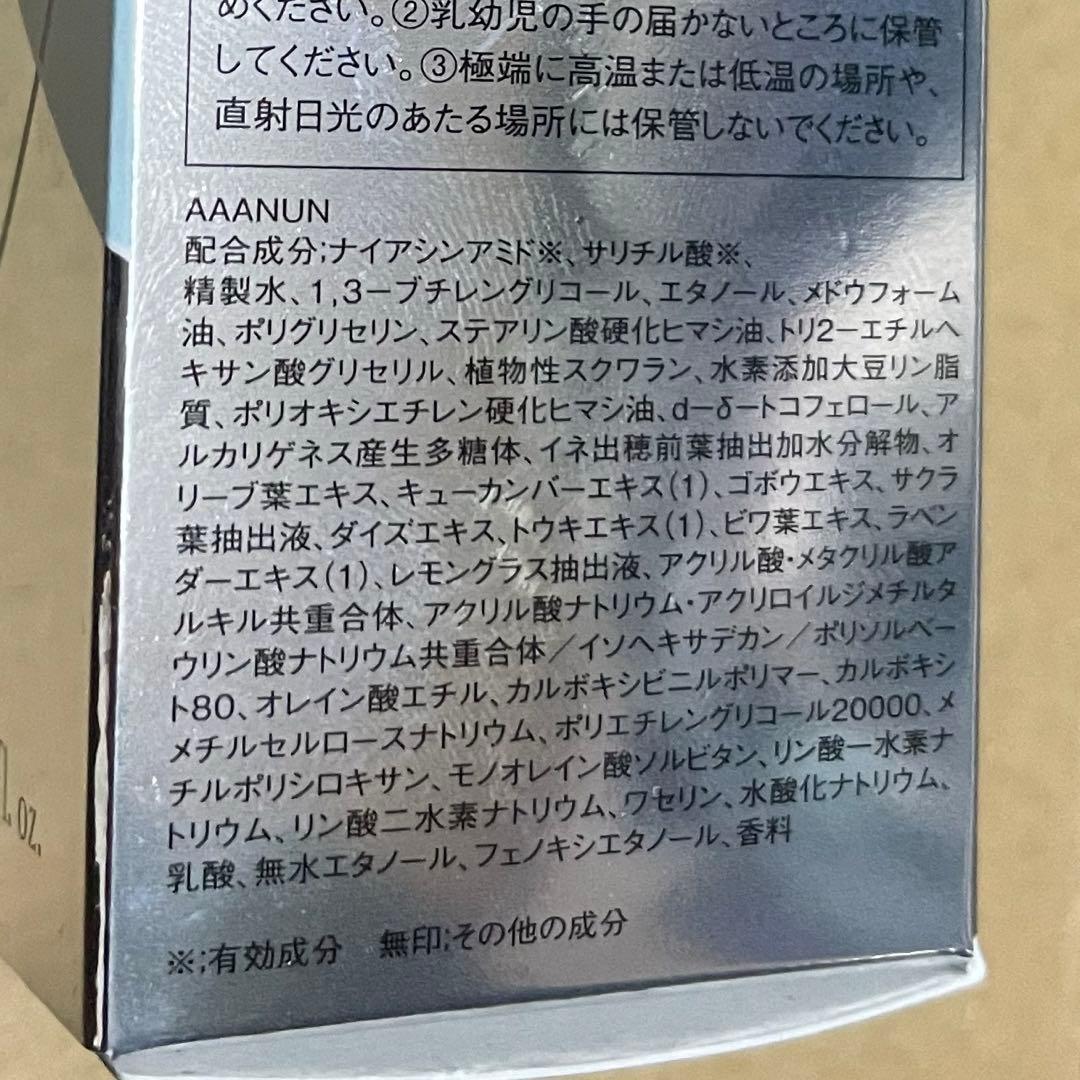 めください。②乳幼児の手の届かないところに保管
してください。③極端に高温または低温の場所や、
直射日光のあたる場所には保管しないでください。
AAANUN
配合成分;ナイアシンアミド※、サリチル酸※、
精製水、1,3ーブチレングリコール、エタノール、メドウフォーム
油、ポリグリセリン、ステアリン酸硬化ヒマシ油、トリ2ーエチルヘ
キサン酸グリセリル、植物性スクワラン、水素添加大豆リン脂
質、ポリオキシエチレン硬化ヒマシ油、dーδートコフェロール、ア
ルカリゲネス産生多糖体、イネ出穂前葉抽出加水分解物、オ
リーブ葉エキス、キューカンバーエキス(1)、ゴボウエキス、サクラ
葉抽出液、ダイズエキス、トウキエキス(1)、ビワ葉エキス、ラベン
ダーエキス(1)、レモングラス抽出液、アクリル酸・メタクリル酸ア
ルキル共重合体、アクリル酸ナトリウム・アクリロイルジメチルタ
ウリン酸ナトリウム共重合体/イソヘキサデカン/ポリソルベー
ト80、オレイン酸エチル、カルボキシビニルポリマー、カルボキシ
メチルセルロースナトリウム、ポリエチレングリコール20000、メ
チルポリシロキサン、モノオレイン酸ソルビタン、リン酸一水素ナ
トリウム、リン酸二水素ナトリウム、ワセリン、水酸化ナトリウム、
乳酸、無水エタノール、フェノキシエタノール、香料
※;有効成分　無印;その他の成分
oz.